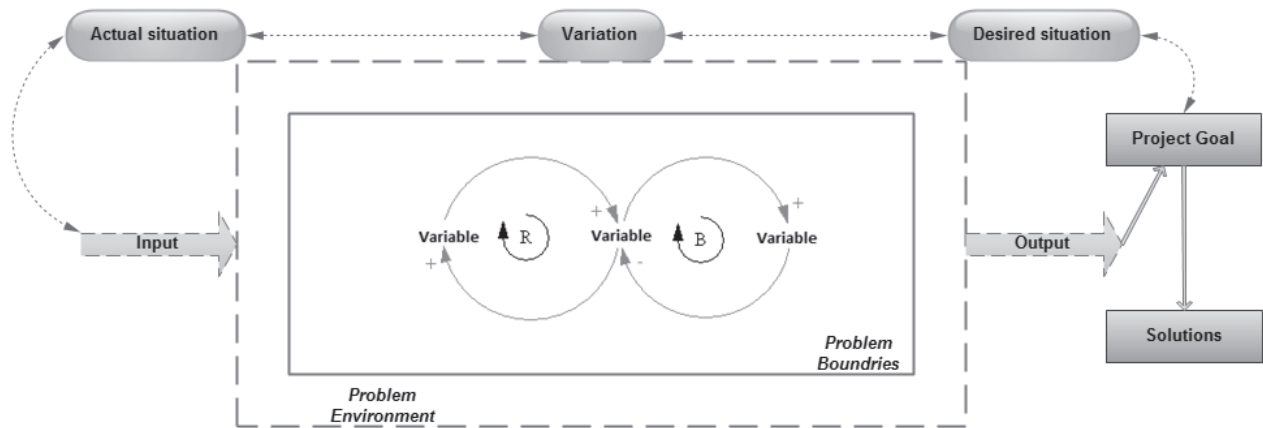 Actual situation
Variation
Desired situation
Project Goal
+
+
Variable
R
Variable
B
Variable
Input
Output
+
-
Solutions
Problem
Boundries
Problem
Environment